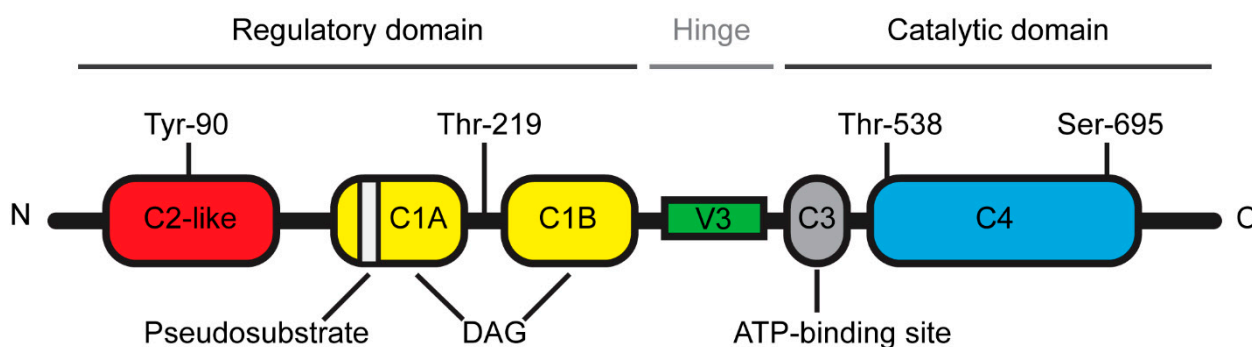 Regulatory domain Hinge Catalytic domain
Tyr-90 Thr-219 Thr-538 Ser-695
N C2-like C1A C1B V3 C3 C4 C
Pseudosubstrate DAG ATP-binding site